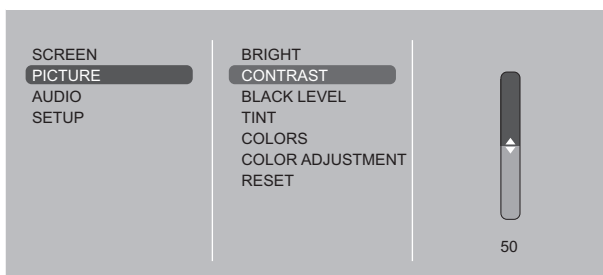 SCREEN
PICTURE
AUDIO
SETUP
BRIGHT
CONTRAST
BLACK LEVEL
TINT
COLORS
COLOR ADJUSTMENT
RESET
50